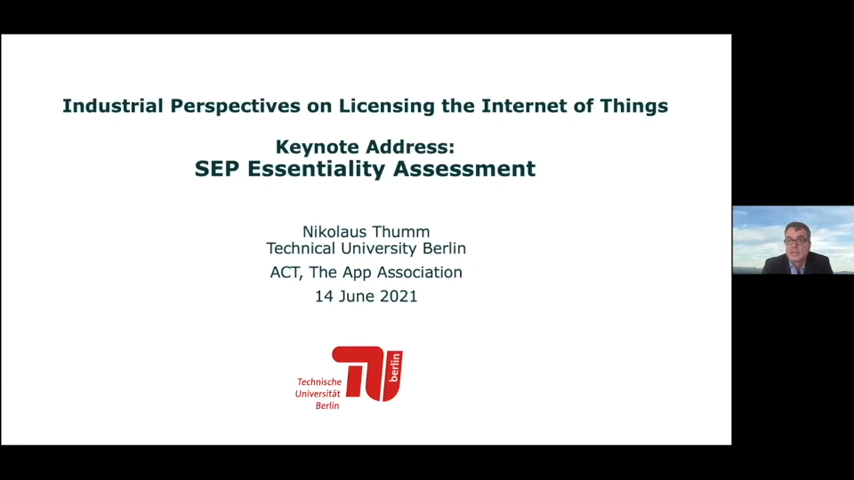 Industrial Perspectives on Licensing the Internet of Things
Keynote Address:
SEP Essentiality Assessment
Nikolaus Thumm
Technical University Berlin
ACT, The App Association
14 June 2021
Technische
Universität
Berlin
berlin